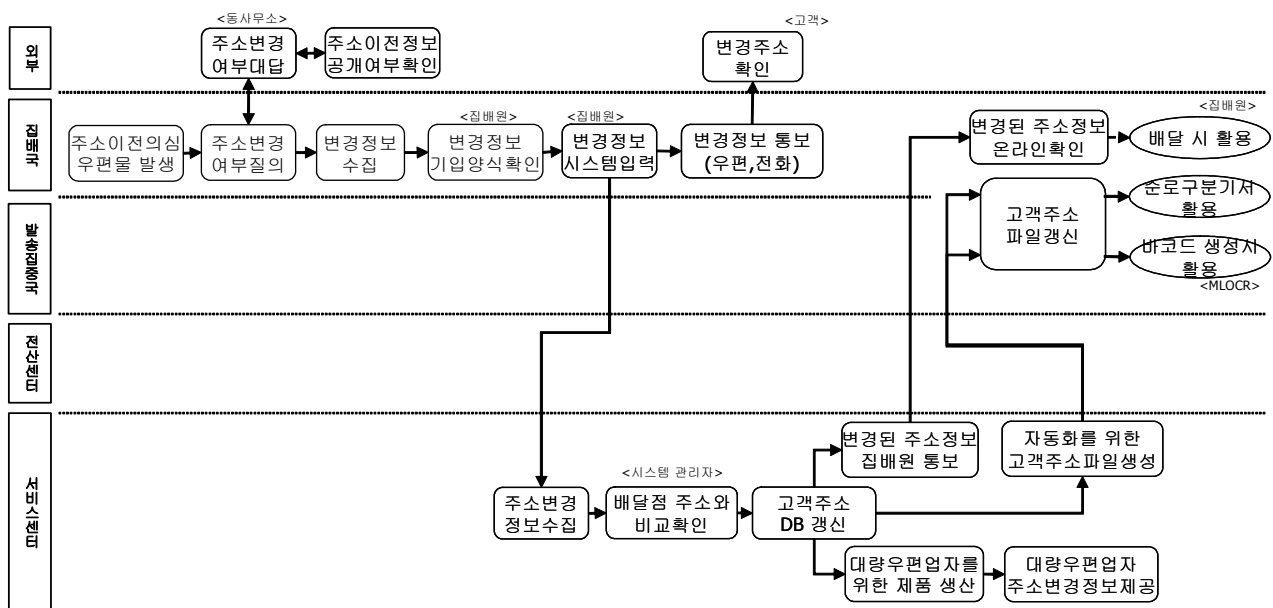 외부
<동사무소>
주소변경
여부대답
주소이전정보
공개여부확인
<고객>
변경주소
확인
집배국
주소이전의심
우편물 발생
주소변경
여부질의
변경정보
수집
<집배원>
변경정보
기입양식확인
<집배원>
변경정보
시스템입력
변경정보 통보
(우편,전화)
변경된 주소정보
온라인확인
<집배원>
배달 시 활용
발송집중국
고객주소
파일갱신
순로구분기서
활용
바코드 생성시
활용
<MLOCR>
전산센터
서비스센터
주소변경
정보수집
<시스템 관리자>
배달점 주소와
비교확인
고객주소
DB 갱신
변경된 주소정보
집배원 통보
자동화를 위한
고객주소파일생성
대량우편업자를
위한 제품 생산
대량우편업자
주소변경정보제공